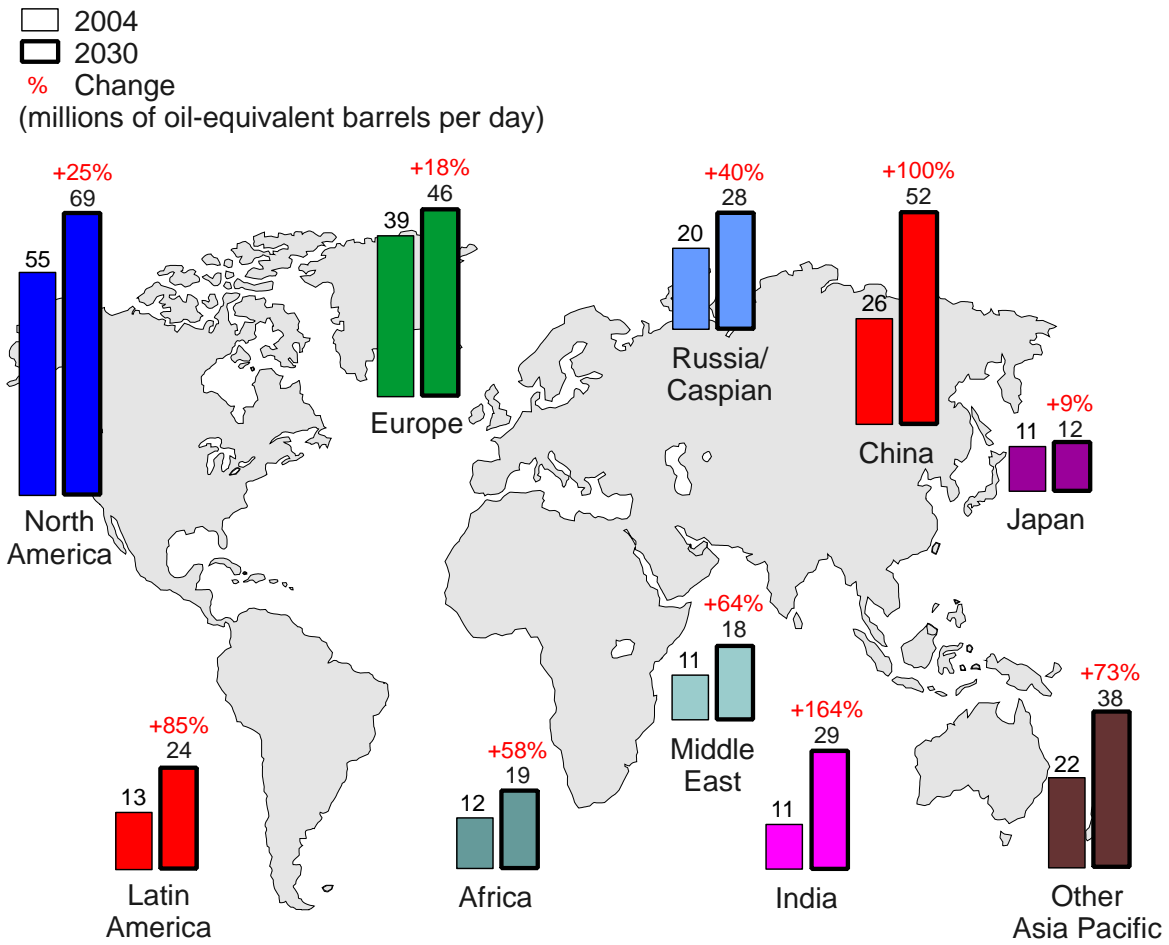 2004
2030
% Change
(millions of oil-equivalent barrels per day)
+25%
69
55
North
America
+18%
46
39
Europe
+40%
28
20
Russia/
Caspian
+100%
52
26
China
+9%
11
12
Japan
+64%
18
11
Middle
East
+85%
24
13
Latin
America
+58%
19
12
Africa
+164%
29
11
India
+73%
38
22
Other
Asia Pacific